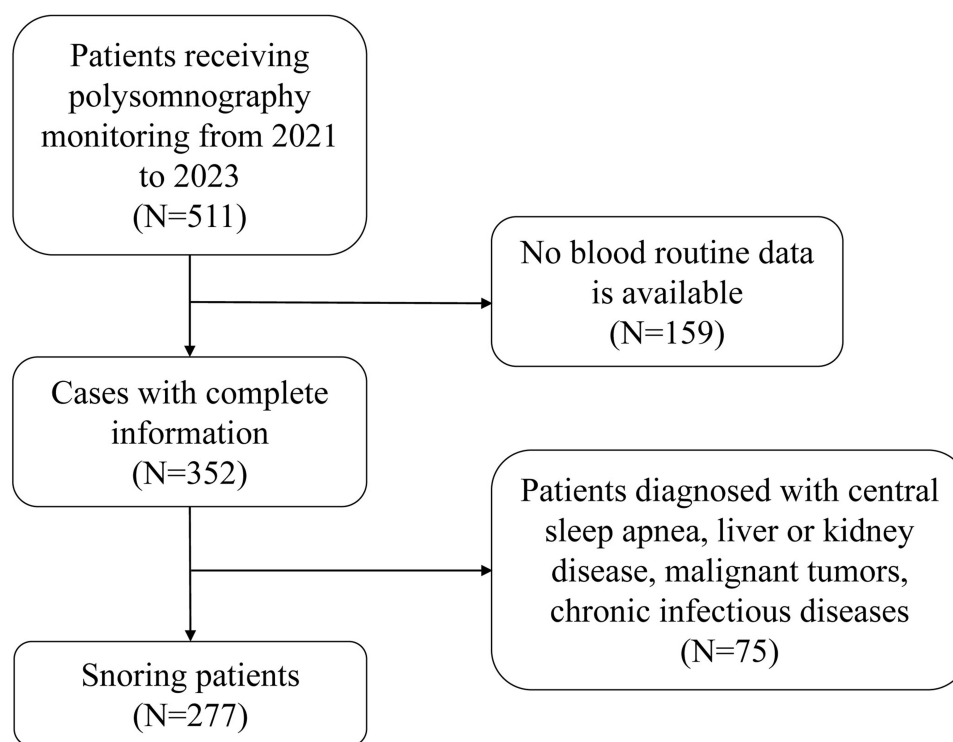 Patients receiving
polysomnography
monitoring from 2021
to 2023
(N=511)
No blood routine data
is available
(N=159)
Cases with complete
information
(N=352)
Patients diagnosed with central
sleep apnea, liver or kidney
disease, malignant tumors,
chronic infectious diseases
(N=75)
Snoring patients
(N=277)